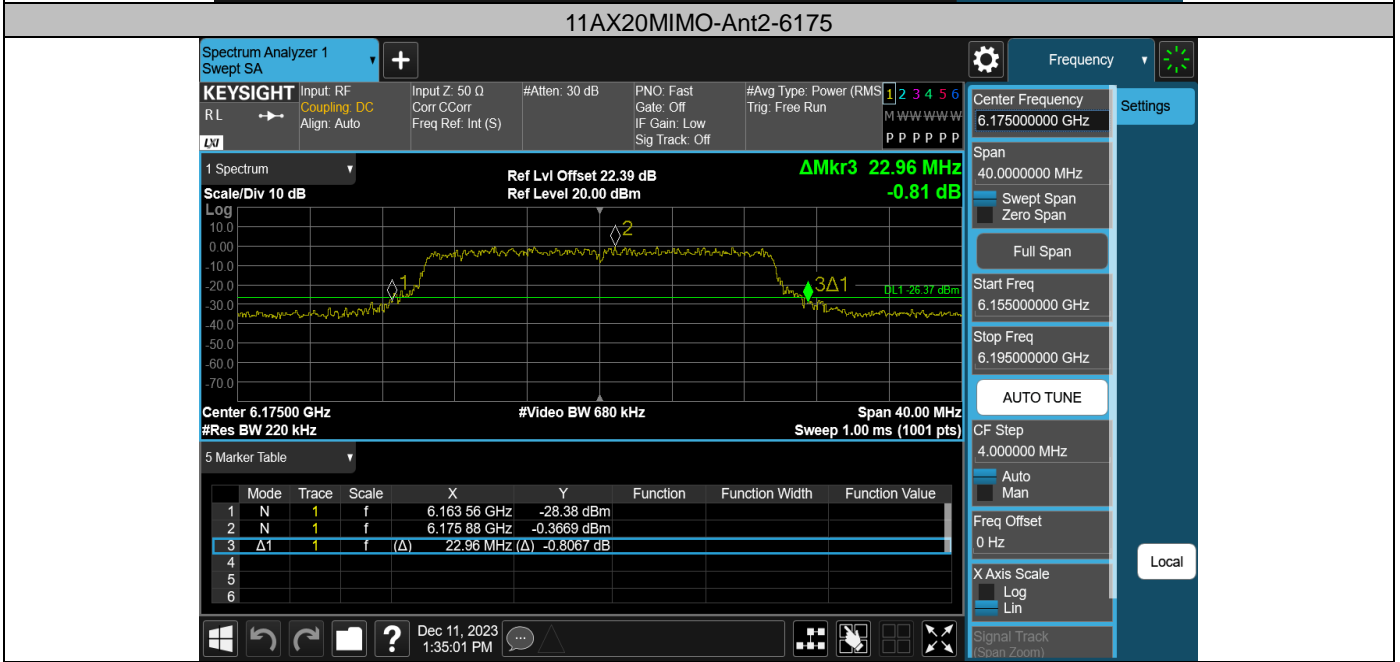 11AX20MIMO-Ant2-6175
Spectrum Analyzer 1
Swept SA
Frequency
KEYSIGHT
RL
LXI
Input: RF
Coupling: DC
Align: Auto
Input Z: 50 Ω
Corr CCorr
Freq Ref: Int (S)
#Atten: 30 dB
PNO: Fast
Gate: Off
IF Gain: Low
Sig Track: Off
#Avg Type: Power (RMS
Trig: Free Run
1 2 3 4 5 6
M W W W W W
P P P P P P
1 Spectrum
Scale/Div 10 dB
Ref Lvl Offset 22.39 dB
Ref Level 20.00 dBm
ΔMkr3 22.96 MHz
-0.81 dB
Log
10.0
0.00
-10.0
-20.0
-30.0
-40.0
-50.0
-60.0
-70.0
1
2
3Δ1
DL1 -26.37 dBm
Center 6.17500 GHz
#Video BW 680 kHz
Span 40.00 MHz
#Res BW 220 kHz
Sweep 1.00 ms (1001 pts)
5 Marker Table
Mode Trace Scale X Y Function Function Width Function Value
1 N 1 f 6.163 56 GHz -28.38 dBm
2 N 1 f 6.175 88 GHz -0.3669 dBm
3 Δ1 1 f (Δ) 22.96 MHz (Δ) -0.8067 dB
4
5
6
Dec 11, 2023
1:35:01 PM
Center Frequency
6.175000000 GHz
Settings
Span
40.0000000 MHz
Swept Span
Zero Span
Full Span
Start Freq
6.155000000 GHz
Stop Freq
6.195000000 GHz
AUTO TUNE
CF Step
4.000000 MHz
Auto
Man
Freq Offset
0 Hz
X Axis Scale
Log
Lin
Signal Track
(Span Zoom)
Local